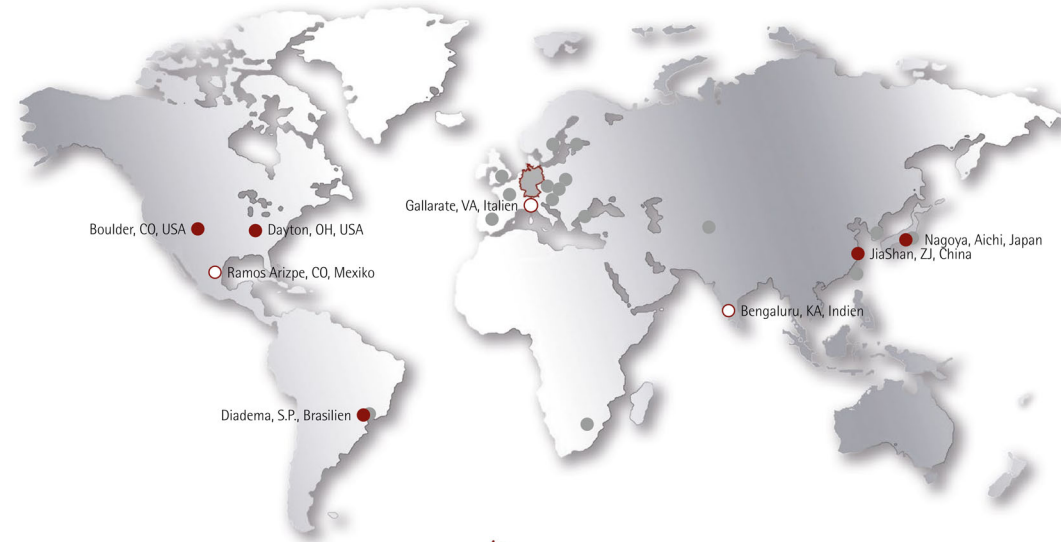 Gallarate, VA, Italien
Boulder, CO, USA
Dayton, OH, USA
Nagoya, Aichi, Japan
JiaShan, ZJ, China
Ramos Arizpe, CO, Mexiko
Bengaluru, KA, Indien
Diadema, S.P., Brasilien